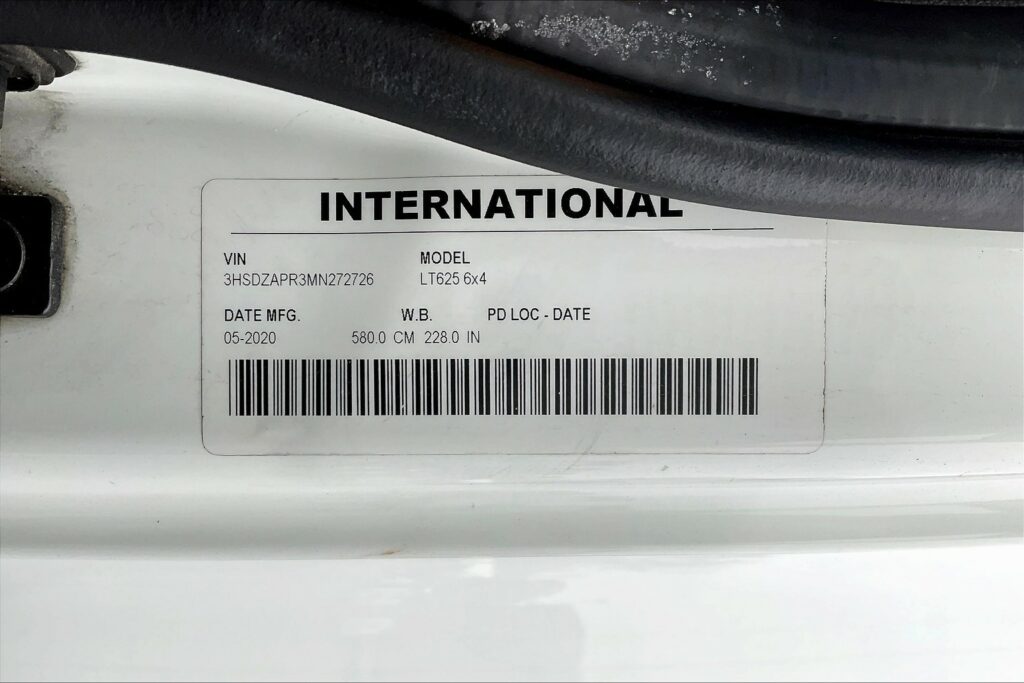 INTERNATIONAL
VIN MODEL
3HSDZAPR3MN272726 LT625 6x4
DATE MFG. W.B. PD LOC - DATE
05-2020 580.0 CM 228.0 IN